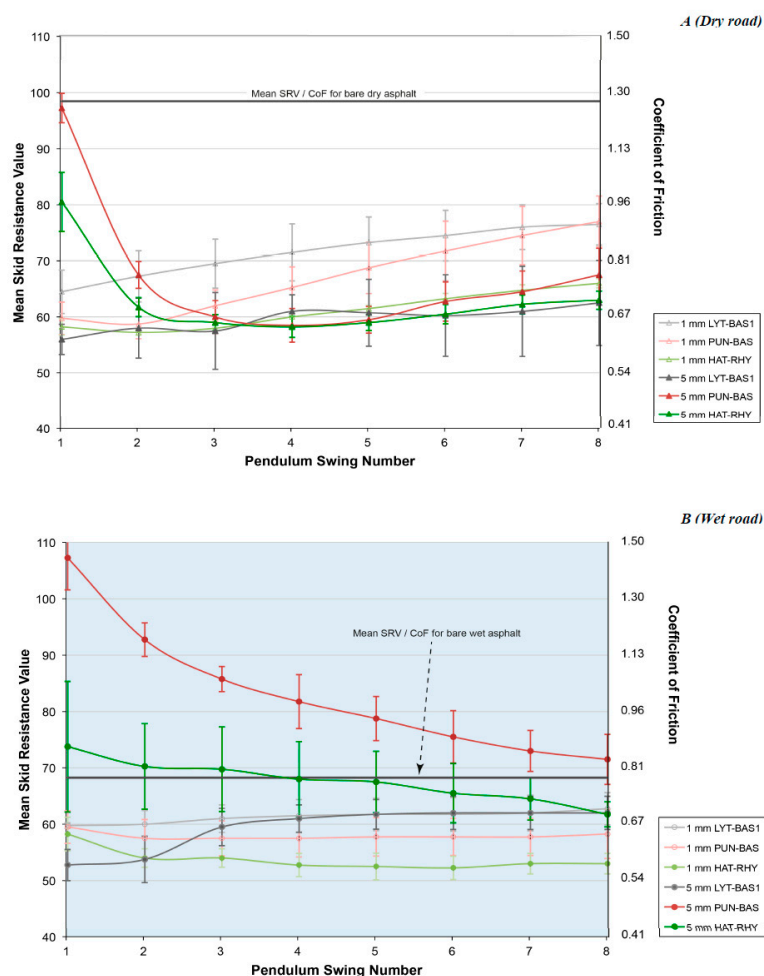 A (Dry road)
110
100
90
80
70
60
50
40
1.50
1.30
1.13
0.96
0.81
0.67
0.54
0.41
Mean SRV / CoF for bare dry asphalt
Mean Skid Resistance Value
Coefficient of Friction
1 2 3 4 5 6 7 8
Pendulum Swing Number
1 mm LYT-BAS1
1 mm PUN-BAS
1 mm HAT-RHY
5 mm LYT-BAS1
5 mm PUN-BAS
5 mm HAT-RHY
B (Wet road)
110
100
90
80
70
60
50
40
1.50
1.30
1.13
0.96
0.81
0.67
0.54
0.41
Mean SRV / CoF for bare wet asphalt
Mean Skid Resistance Value
Coefficient of Friction
1 2 3 4 5 6 7 8
Pendulum Swing Number
1 mm LYT-BAS1
1 mm PUN-BAS
1 mm HAT-RHY
5 mm LYT-BAS1
5 mm PUN-BAS
5 mm HAT-RHY